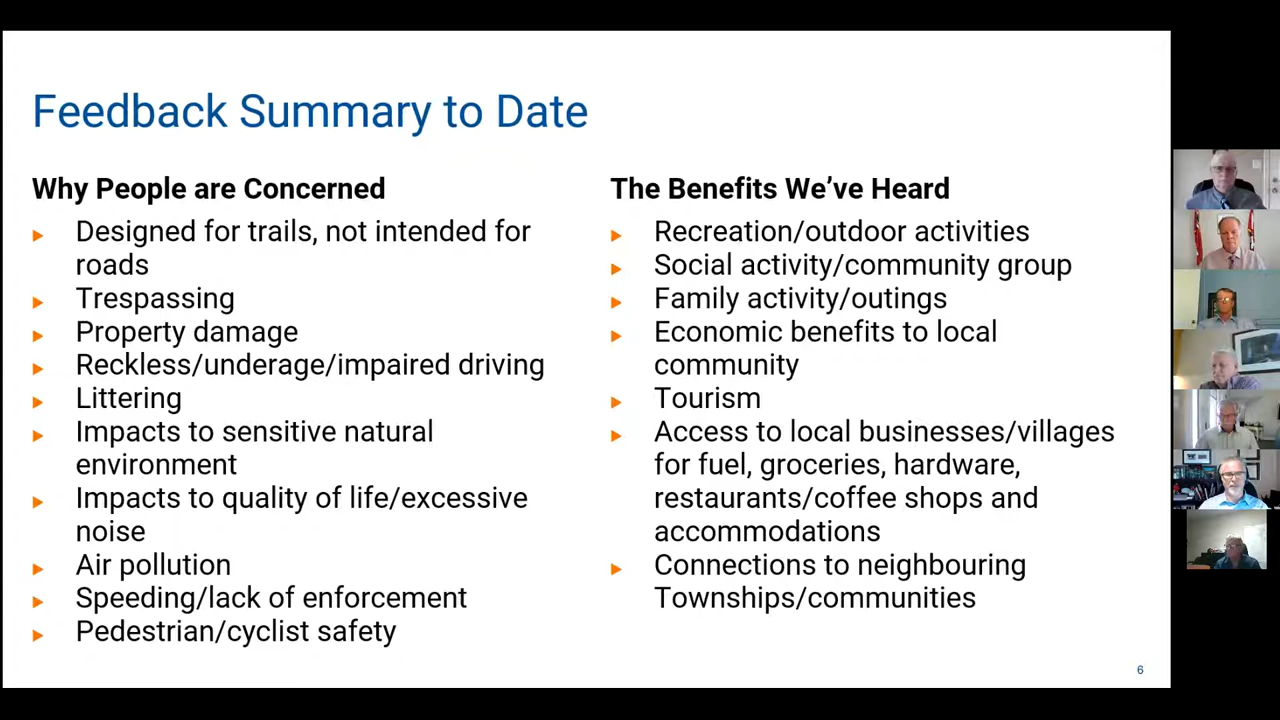 Feedback Summary to Date
Why People are Concerned
Designed for trails, not intended for
roads
Trespassing
Property damage
Reckless/underage/impaired driving
Littering
Impacts to sensitive natural
environment
Impacts to quality of life/excessive
noise
Air pollution
Speeding/lack of enforcement
Pedestrian/cyclist safety
The Benefits We’ve Heard
Recreation/outdoor activities
Social activity/community group
Family activity/outings
Economic benefits to local
community
Tourism
Access to local businesses/villages
for fuel, groceries, hardware,
restaurants/coffee shops and
accommodations
Connections to neighbouring
Townships/communities
6